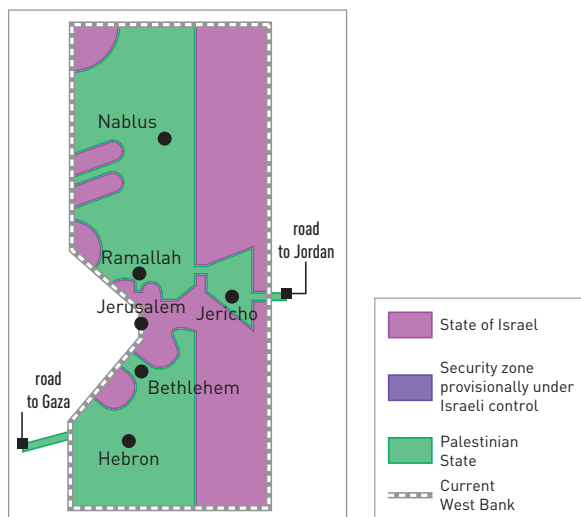 Nablus
road
to Jordan
Ramallah
Jerusalem
Jericho
road
to Gaza
Bethlehem
Hebron
State of Israel
Security zone
provisionally under
Israeli control
Palestinian
State
Current
West Bank